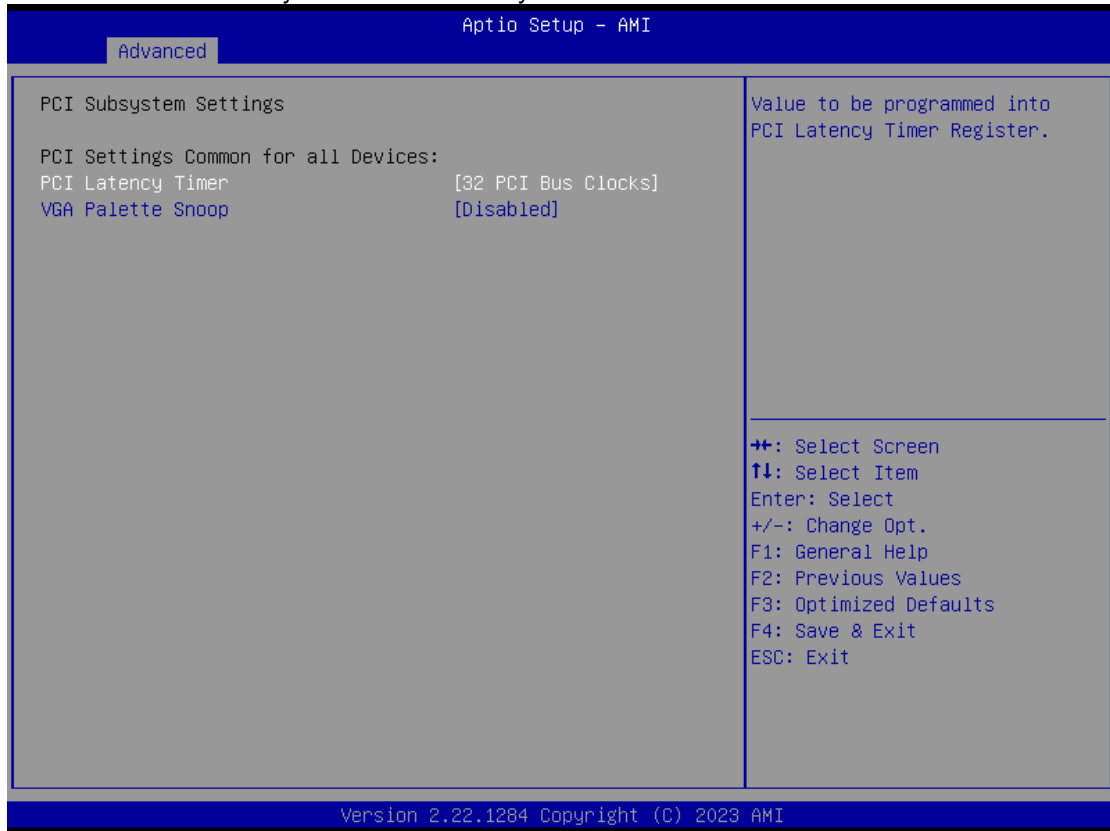 Aptio Setup – AMI
Advanced
PCI Subsystem Settings
PCI Settings Common for all Devices:
PCI Latency Timer [32 PCI Bus Clocks]
VGA Palette Snoop [Disabled]
Value to be programmed into
PCI Latency Timer Register.
→←: Select Screen
↑↓: Select Item
Enter: Select
+/-: Change Opt.
F1: General Help
F2: Previous Values
F3: Optimized Defaults
F4: Save & Exit
ESC: Exit
Version 2.22.1284 Copyright (C) 2023 AMI